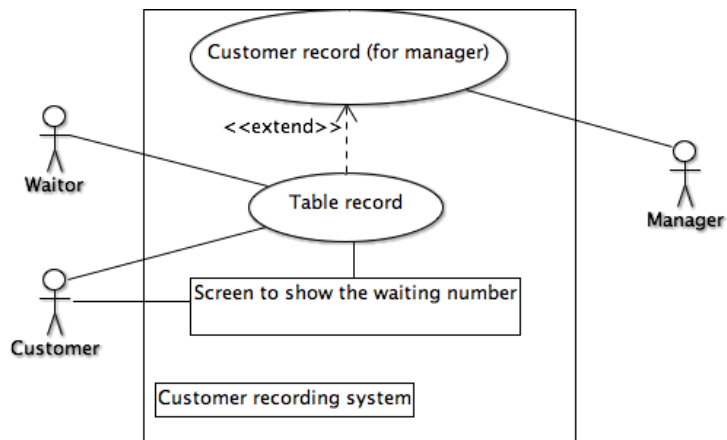 Customer record (for manager)
<<extend>>
Waitor
Table record
Manager
Screen to show the waiting number
Customer
Customer recording system